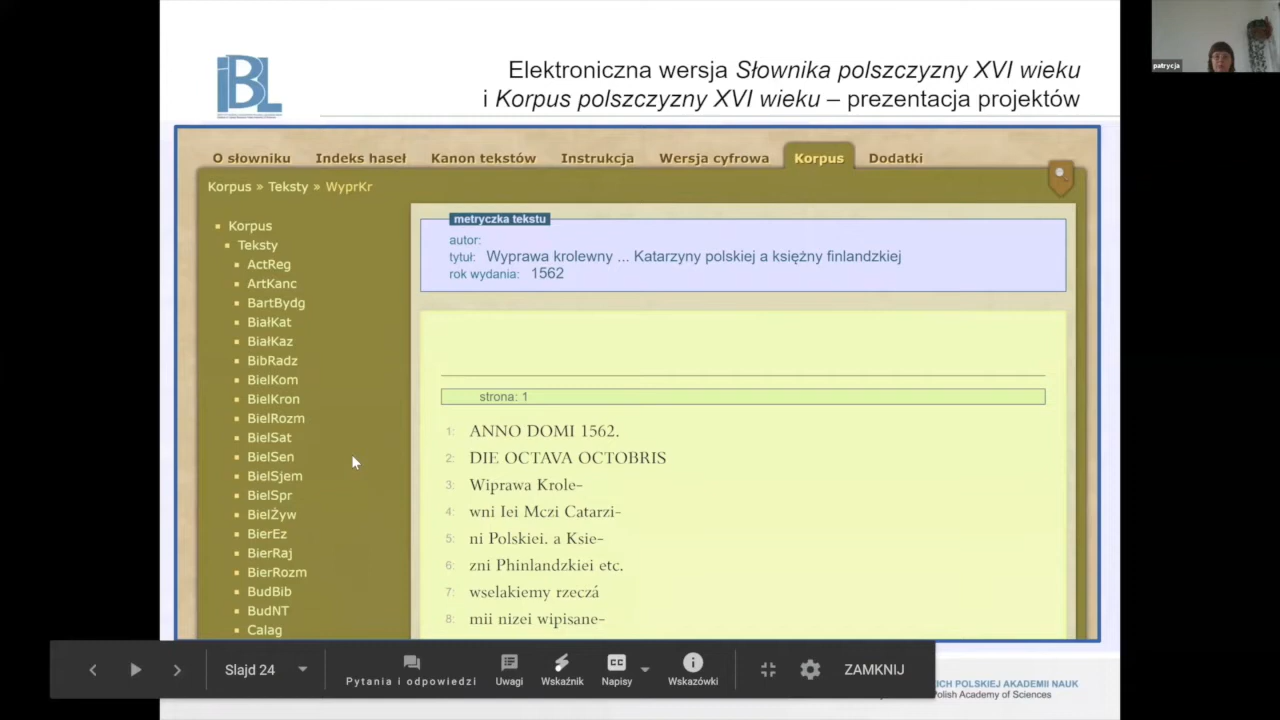 patrycja
IBL
Elektroniczna wersja Słownika polszczyzny XVI wieku
i Korpus polszczyzny XVI wieku – prezentacja projektów
O słowniku Indeks haseł Kanon tekstów Instrukcja Wersja cyfrowa Korpus Dodatki
Korpus » Teksty » WyprKr
Korpus
Teksty
ActReg
ArtKanc
BartBydg
BiałKat
BiałKaz
BibRadz
BielKom
BielKron
BielRozm
BielSat
BielSen
BielSjem
BielSpr
BielŻyw
BierEz
BierRaj
BierRozm
BudBib
BudNT
Calag
metryczka tekstu
autor:
tytuł: Wyprawa krolewny ... Katarzyny polskiej a księżny finlandzkiej
rok wydania: 1562
strona: 1
1: ANNO DOMI 1562.
2: DIE OCTAVA OCTOBRIS
3: Wiprawa Krole-
4: wni Iei Mczi Catarzi-
5: ni Polskiei. a Ksie-
6: zni Phinlandzkiei etc.
7: wselakiemy rzeczá
8: mii nizei wipisane-
Slajd 24
Pytania i odpowiedzi
Uwagi
Wskaźnik
Napisy
Wskazówki
ZAMKNIJ
ICH POLSKIEJ AKADEMII NAUK
Polish Academy of Sciences